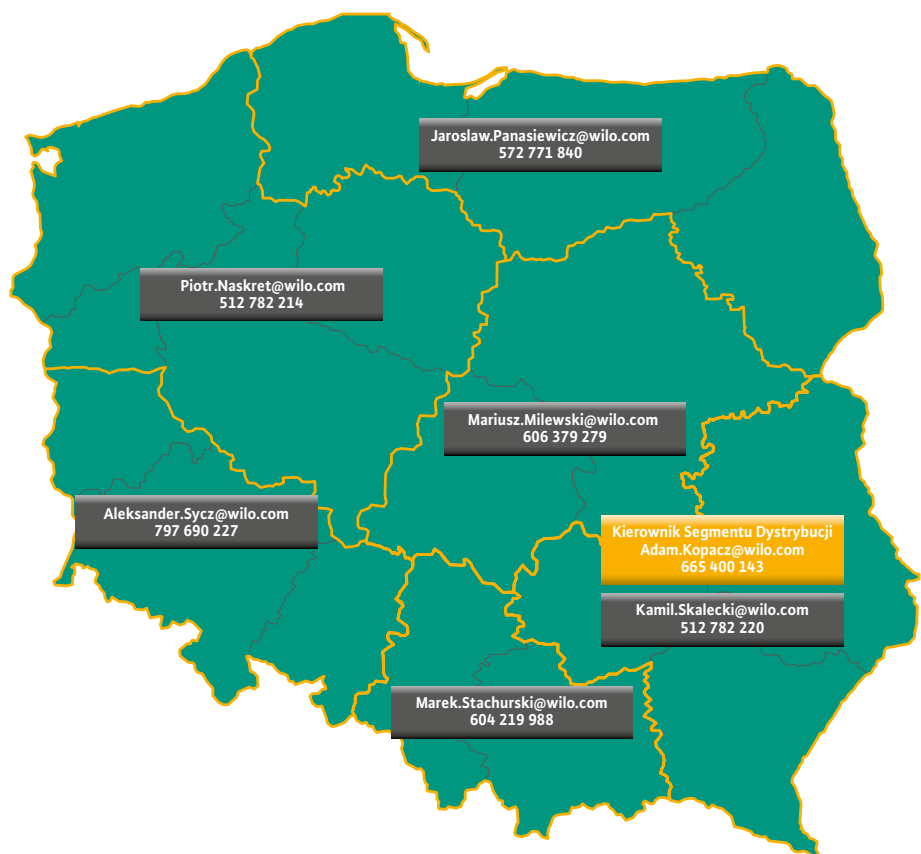 Jaroslaw.Panasiewicz@wilo.com
572 771 840
Piotr.Naskret@wilo.com
512 782 214
Mariusz.Milewski@wilo.com
606 379 279
Aleksander.Sycz@wilo.com
797 690 227
Kierownik Segmentu Dystrybucji
Adam.Kopacz@wilo.com
665 400 143
Kamil.Skalecki@wilo.com
512 782 220
Marek.Stachurski@wilo.com
604 219 988